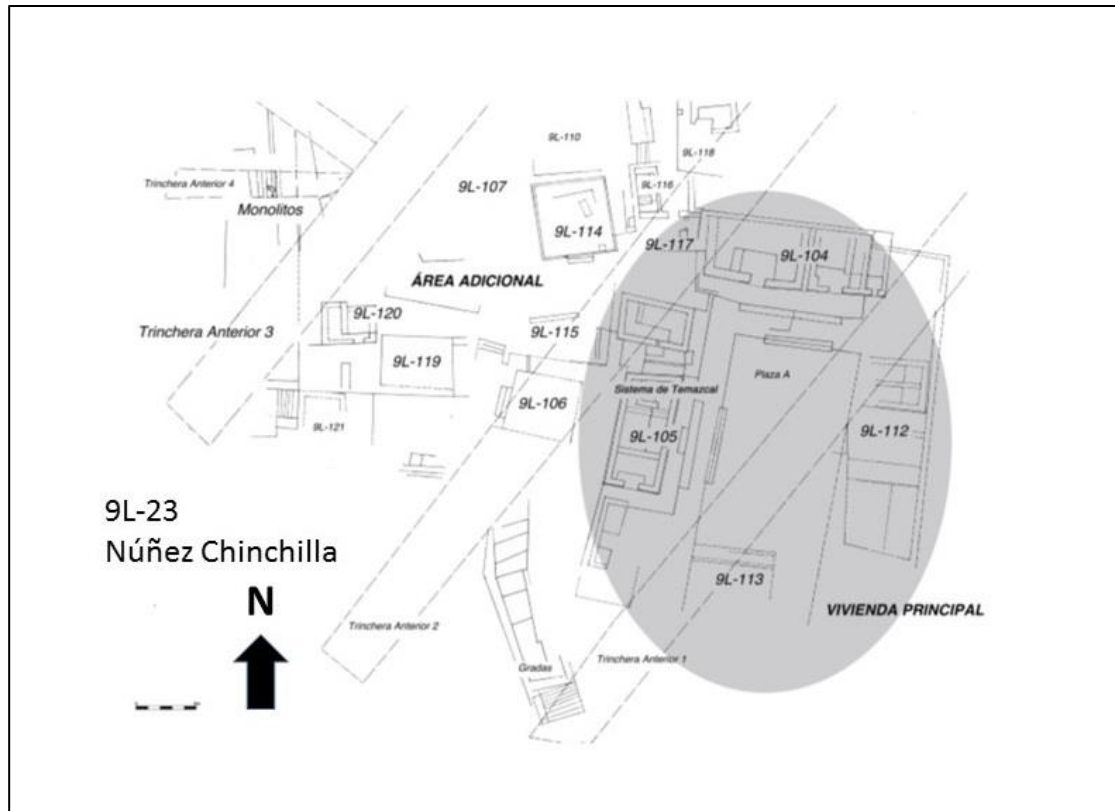 9L-110
9L-118
Trinchera Anterior 4
9L-107
9L-116
Monolitos
9L-114
9L-117
9L-104
ÁREA ADICIONAL
9L-120
Trinchera Anterior 3
9L-115
9L-119
Plaza A
Sistema de Temazcal
9L-106
9L-121
9L-105
9L-112
9L-23
Núñez Chinchilla
9L-113
N
VIVIENDA PRINCIPAL
Trinchera Anterior 2
Gradas
Trinchera Anterior 1